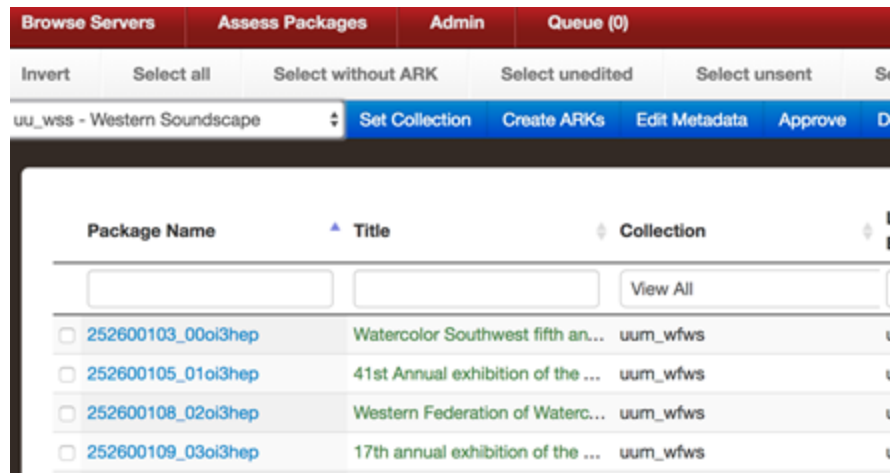 Browse Servers Assess Packages Admin Queue (0)
Invert Select all Select without ARK Select unedited Select unsent
uu_wss - Western Soundscape Set Collection Create ARKs Edit Metadata Approve
Package Name Title Collection
View All
252600103_00oi3hep Watercolor Southwest fifth an... uum_wfws
252600105_01oi3hep 41st Annual exhibition of the ... uum_wfws
252600108_02oi3hep Western Federation of Waterc... uum_wfws
252600109_03oi3hep 17th annual exhibition of the ... uum_wfws